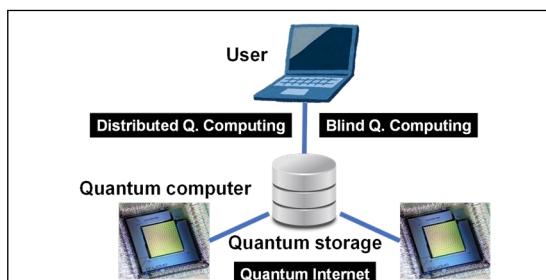 User
Distributed Q. Computing
Blind Q. Computing
Quantum computer
Quantum storage
Quantum Internet